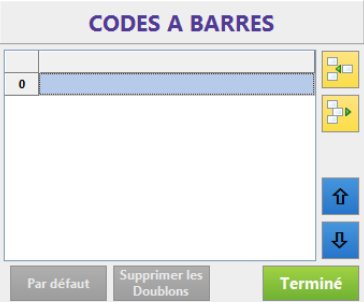 CODES A BARRES
0
Par défaut
Supprimer les
Doublons
Terminé